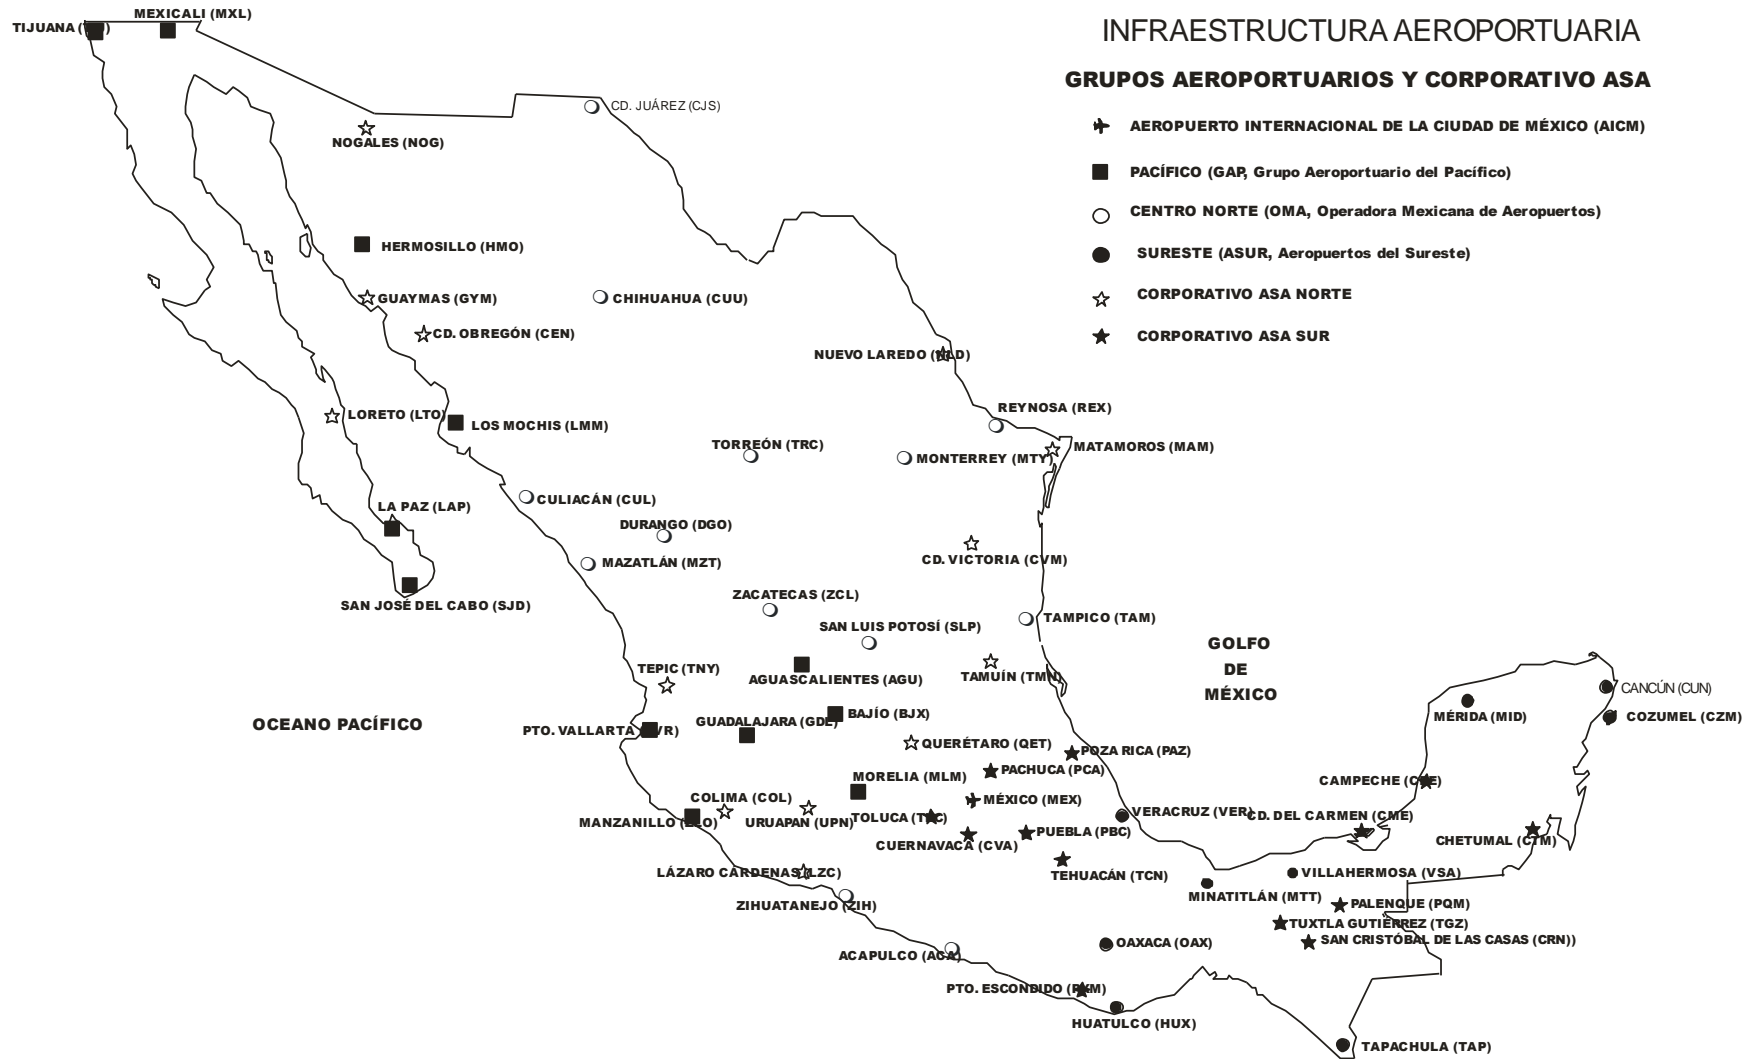 INFRAESTRUCTURA AEROPORTUARIA
GRUPOS AEROPORTUARIOS Y CORPORATIVO ASA
AEROPUERTO INTERNACIONAL DE LA CIUDAD DE MÉXICO (AICM)
PACÍFICO (GAP, Grupo Aeroportuario del Pacífico)
CENTRO NORTE (OMA, Operadora Mexicana de Aeropuertos)
SURESTE (ASUR, Aeropuertos del Sureste)
CORPORATIVO ASA NORTE
CORPORATIVO ASA SUR
MEXICALI (MXL)
TIJUANA
CD. JUÁREZ (CJS)
NOGALES (NOG)
HERMOSILLO (HMO)
GUAYMAS (GYM)
CHIHUAHUA (CUU)
CD. OBREGÓN (CEN)
NUEVO LAREDO (NLD)
LORETO (LTO)
LOS MOCHIS (LMM)
REYNOSA (REX)
TORREÓN (TRC)
MONTERREY (MTY)
MATAMOROS (MAM)
CULIACÁN (CUL)
LA PAZ (LAP)
DURANGO (DGO)
MAZATLÁN (MZT)
CD. VICTORIA (CVM)
SAN JOSÉ DEL CABO (SJD)
ZACATECAS (ZCL)
SAN LUIS POTOSÍ (SLP)
TAMPICO (TAM)
GOLFO
DE
MÉXICO
TEPIC (TNY)
AGUASCALIENTES (AGU)
TAMUÍN (TMN)
CANCÚN (CUN)
OCEANO PACÍFICO
PTO. VALLARTA
GUADALAJARA (GDL)
BAJÍO (BJX)
MÉRIDA (MID)
COZUMEL (CZM)
QUERÉTARO (QET)
POZA RICA (PAZ)
MORELIA (MLM)
PACHUCA (PCA)
CAMPECHE
COLIMA (COL)
MÉXICO (MEX)
MANZANILLO
URUAPAN (UPN)
TOLUCA
VERACRUZ (VER)
CD. DEL CARMEN (CME)
CUERNAVACA (CVA)
PUEBLA (PBC)
CHETUMAL (CTM)
LÁZARO CÁRDENAS (LZC)
TEHUACÁN (TCN)
VILLAHERMOSA (VSA)
MINATITLÁN (MTT)
ZIHUATANEJO (ZIH)
PALENQUE (PQM)
TUXTLA GUTIÉRREZ (TGZ)
SAN CRISTÓBAL DE LAS CASAS (CRN))
OAXACA (OAX)
ACAPULCO (ACA)
PTO. ESCONDIDO
HUATULCO (HUX)
TAPACHULA (TAP)